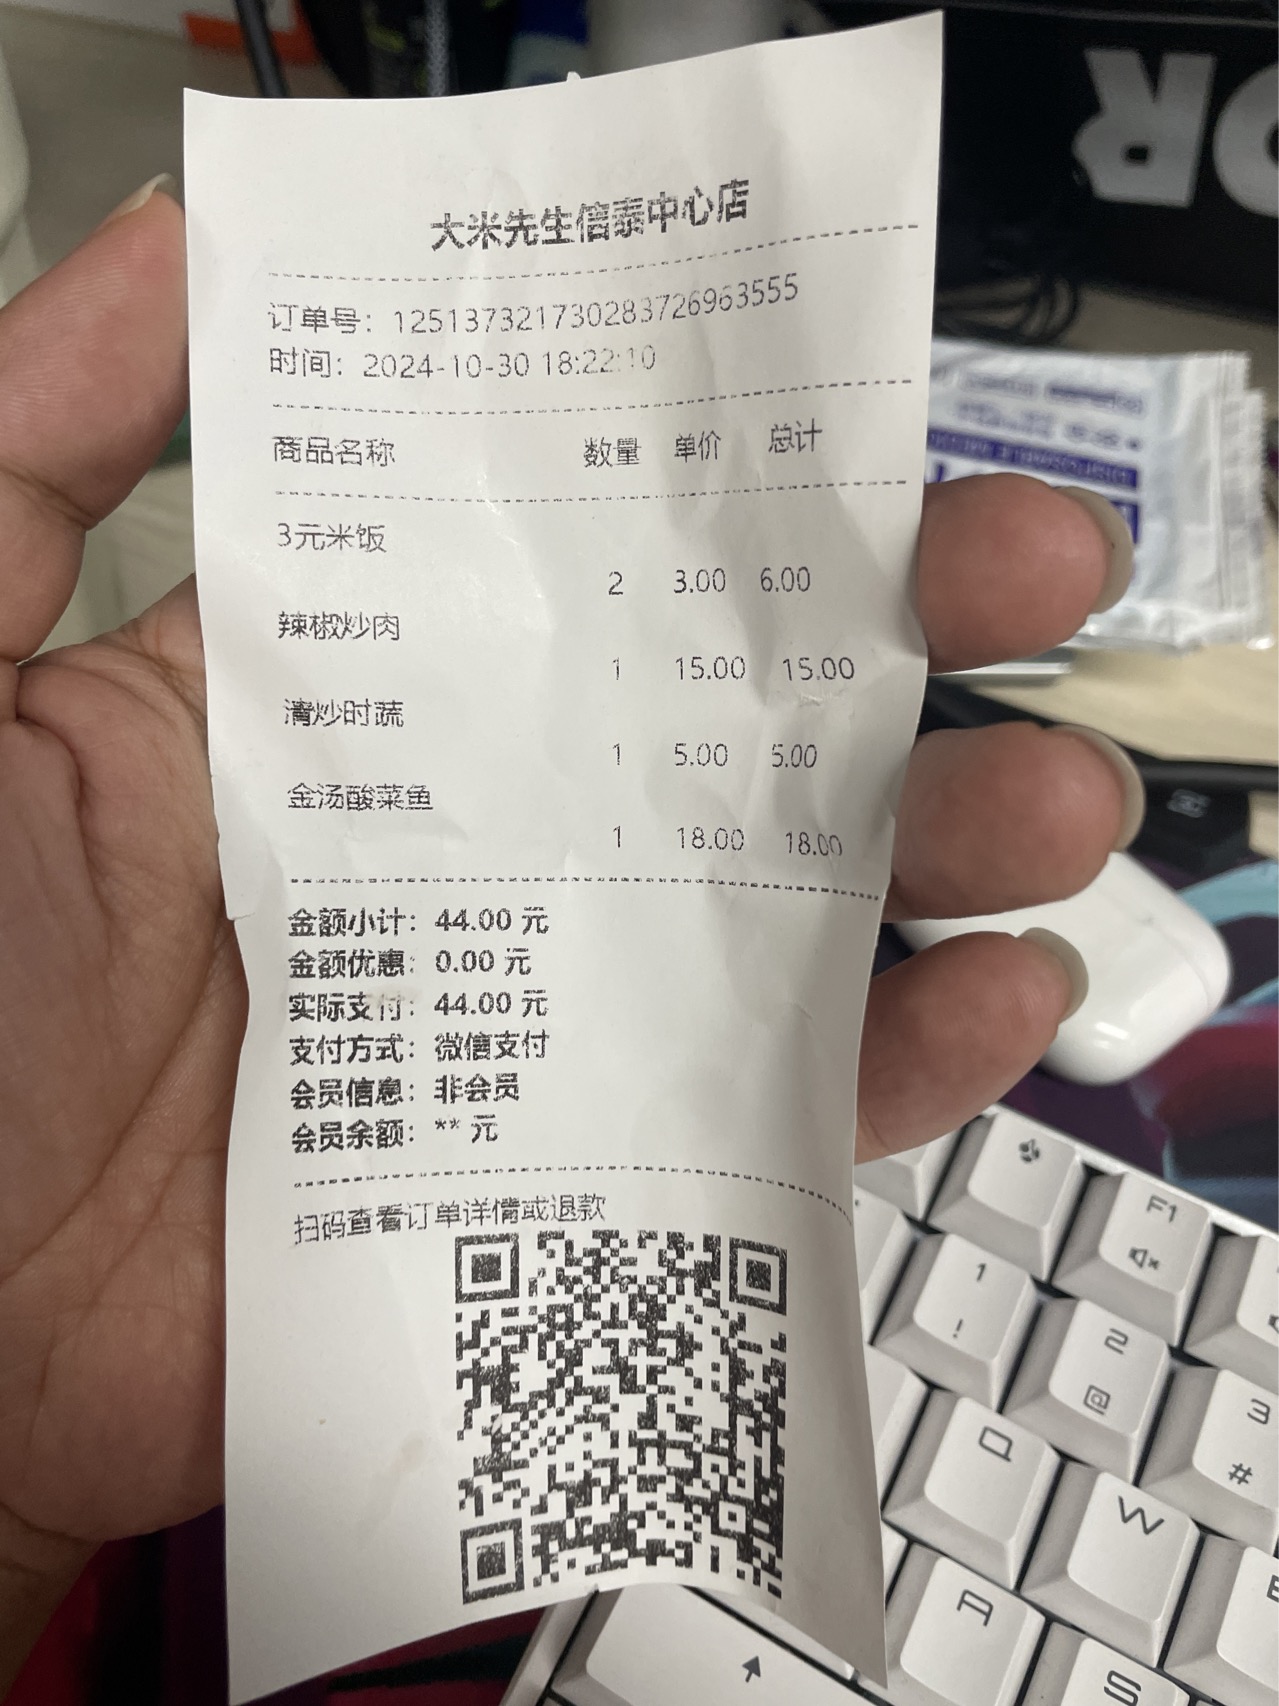 大米先生信泰中心店
订单号：1251373217302837269​63555
时间：2024-10-30 18:22:10
商品名称 数量 单价 总计
3元米饭
2 3.00 6.00
辣椒炒肉
1 15.00 15.00
清炒时蔬
1 5.00 5.00
金汤酸菜鱼
1 18.00 18.00
金额小计：44.00 元
金额优惠：0.00 元
实际支付：44.00 元
支付方式：微信支付
会员信息：非会员
会员余额：** 元
扫码查看订单详情或退款
F1
1
!
2
@
3
#
Q
W
A
S